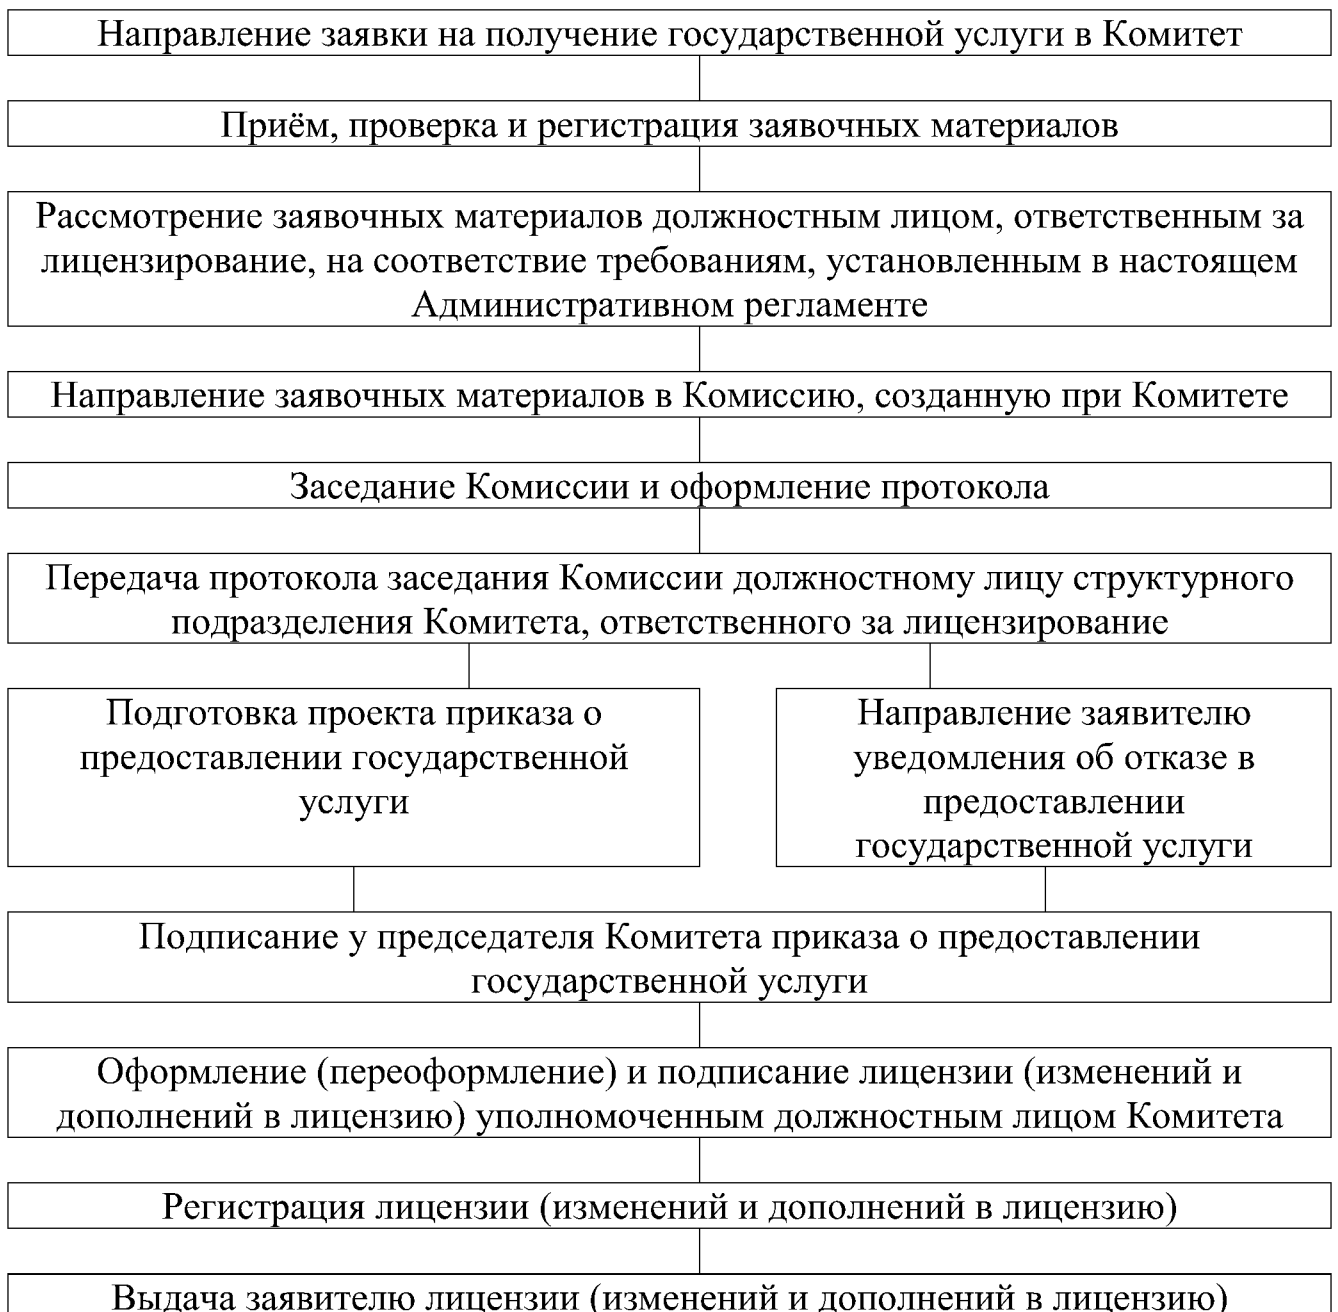 Направление заявки на получение государственной услуги в Комитет
Приём, проверка и регистрация заявочных материалов
Рассмотрение заявочных материалов должностным лицом, ответственным за
лицензирование, на соответствие требованиям, установленным в настоящем
Административном регламенте
Направление заявочных материалов в Комиссию, созданную при Комитете
Заседание Комиссии и оформление протокола
Передача протокола заседания Комиссии должностному лицу структурного
подразделения Комитета, ответственного за лицензирование
Подготовка проекта приказа о
предоставлении государственной
услуги
Направление заявителю
уведомления об отказе в
предоставлении
государственной услуги
Подписание у председателя Комитета приказа о предоставлении
государственной услуги
Оформление (переоформление) и подписание лицензии (изменений и
дополнений в лицензию) уполномоченным должностным лицом Комитета
Регистрация лицензии (изменений и дополнений в лицензию)
Выдача заявителю лицензии (изменений и дополнений в лицензию)